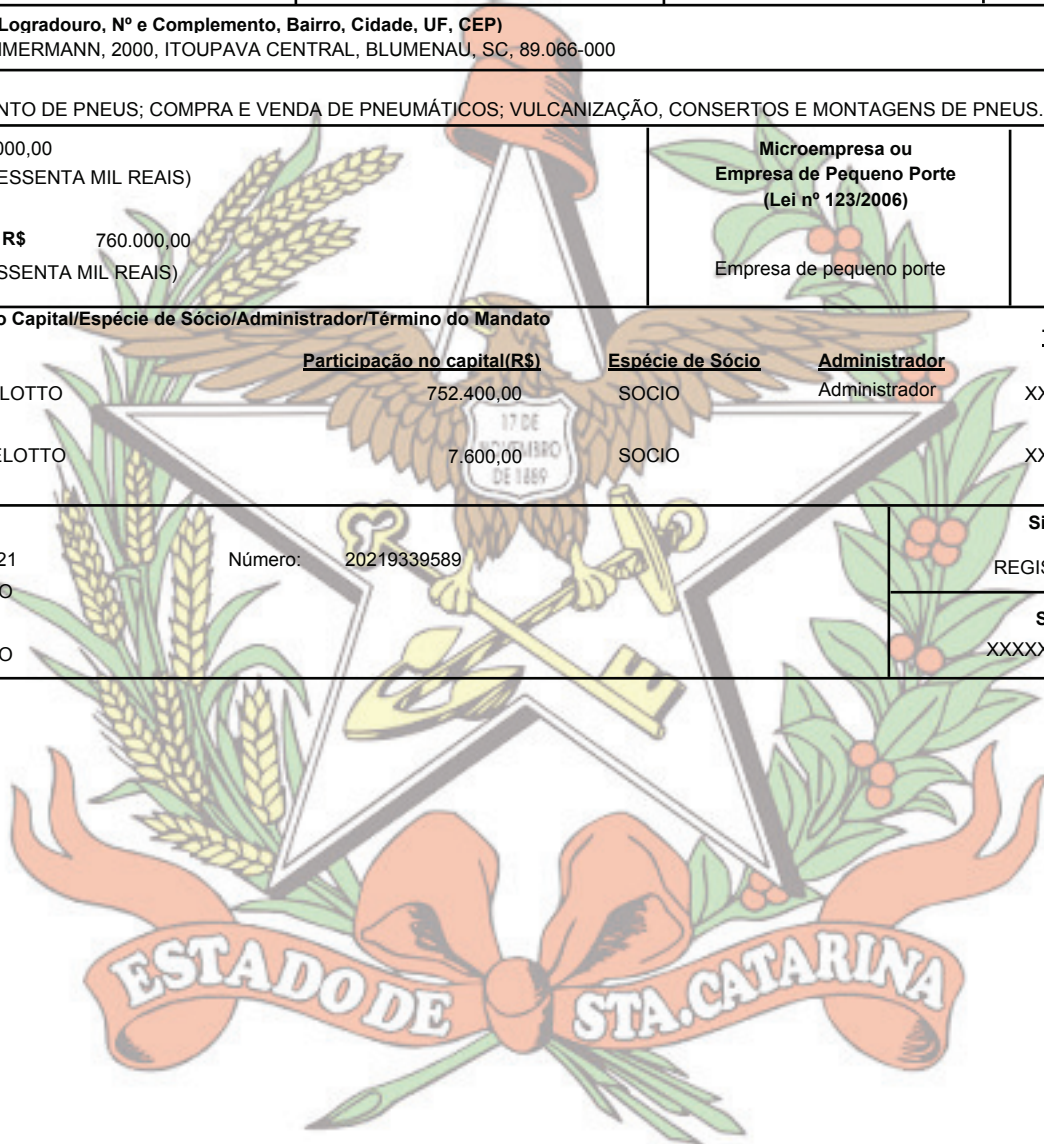 Logradouro, Nº e Complemento, Bairro, Cidade, UF, CEP)
MERMANN, 2000, ITOUPAVA CENTRAL, BLUMENAU, SC, 89.066-000
NTO DE PNEUS; COMPRA E VENDA DE PNEUMÁTICOS; VULCANIZAÇÃO, CONSERTOS E MONTAGENS DE PNEUS.
000,00
ESSENTA MIL REAIS)
R$ 760.000,00
SSENTA MIL REAIS)
Microempresa ou
Empresa de Pequeno Porte
(Lei nº 123/2006)
Empresa de pequeno porte
o Capital/Espécie de Sócio/Administrador/Término do Mandato
Participação no capital(R$) Espécie de Sócio Administrador
LOTTO 752.400,00 SOCIO Administrador XX
ELOTTO 7.600,00 SOCIO XX
17 DE
NOVEMBRO
DE 1889
21 Número: 20219339589
O
O
Si
REGIS
S
XXXXX
ESTADO DE STA.CATARINA